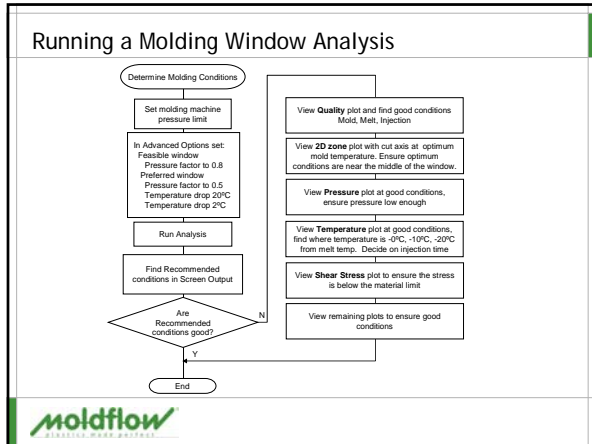 Running a Molding Window Analysis
Determine Molding Conditions
Set molding machine
pressure limit
In Advanced Options set:
Feasible window
Pressure factor to 0.8
Preferred window
Pressure factor to 0.5
Temperature drop 20ºC
Temperature drop 2ºC
Run Analysis
Find Recommended
conditions in Screen Output
Are
Recommended
conditions good?
N
Y
End
View Quality plot and find good conditions
Mold, Melt, Injection
View 2D zone plot with cut axis at optimum
mold temperature. Ensure optimum
conditions are near the middle of the window.
View Pressure plot at good conditions,
ensure pressure low enough
View Temperature plot at good conditions,
find where temperature is -0ºC, -10ºC, -20ºC
from melt temp. Decide on injection time
View Shear Stress plot to ensure the stress
is below the material limit
View remaining plots to ensure good
conditions
moldflow
plastics made perfect